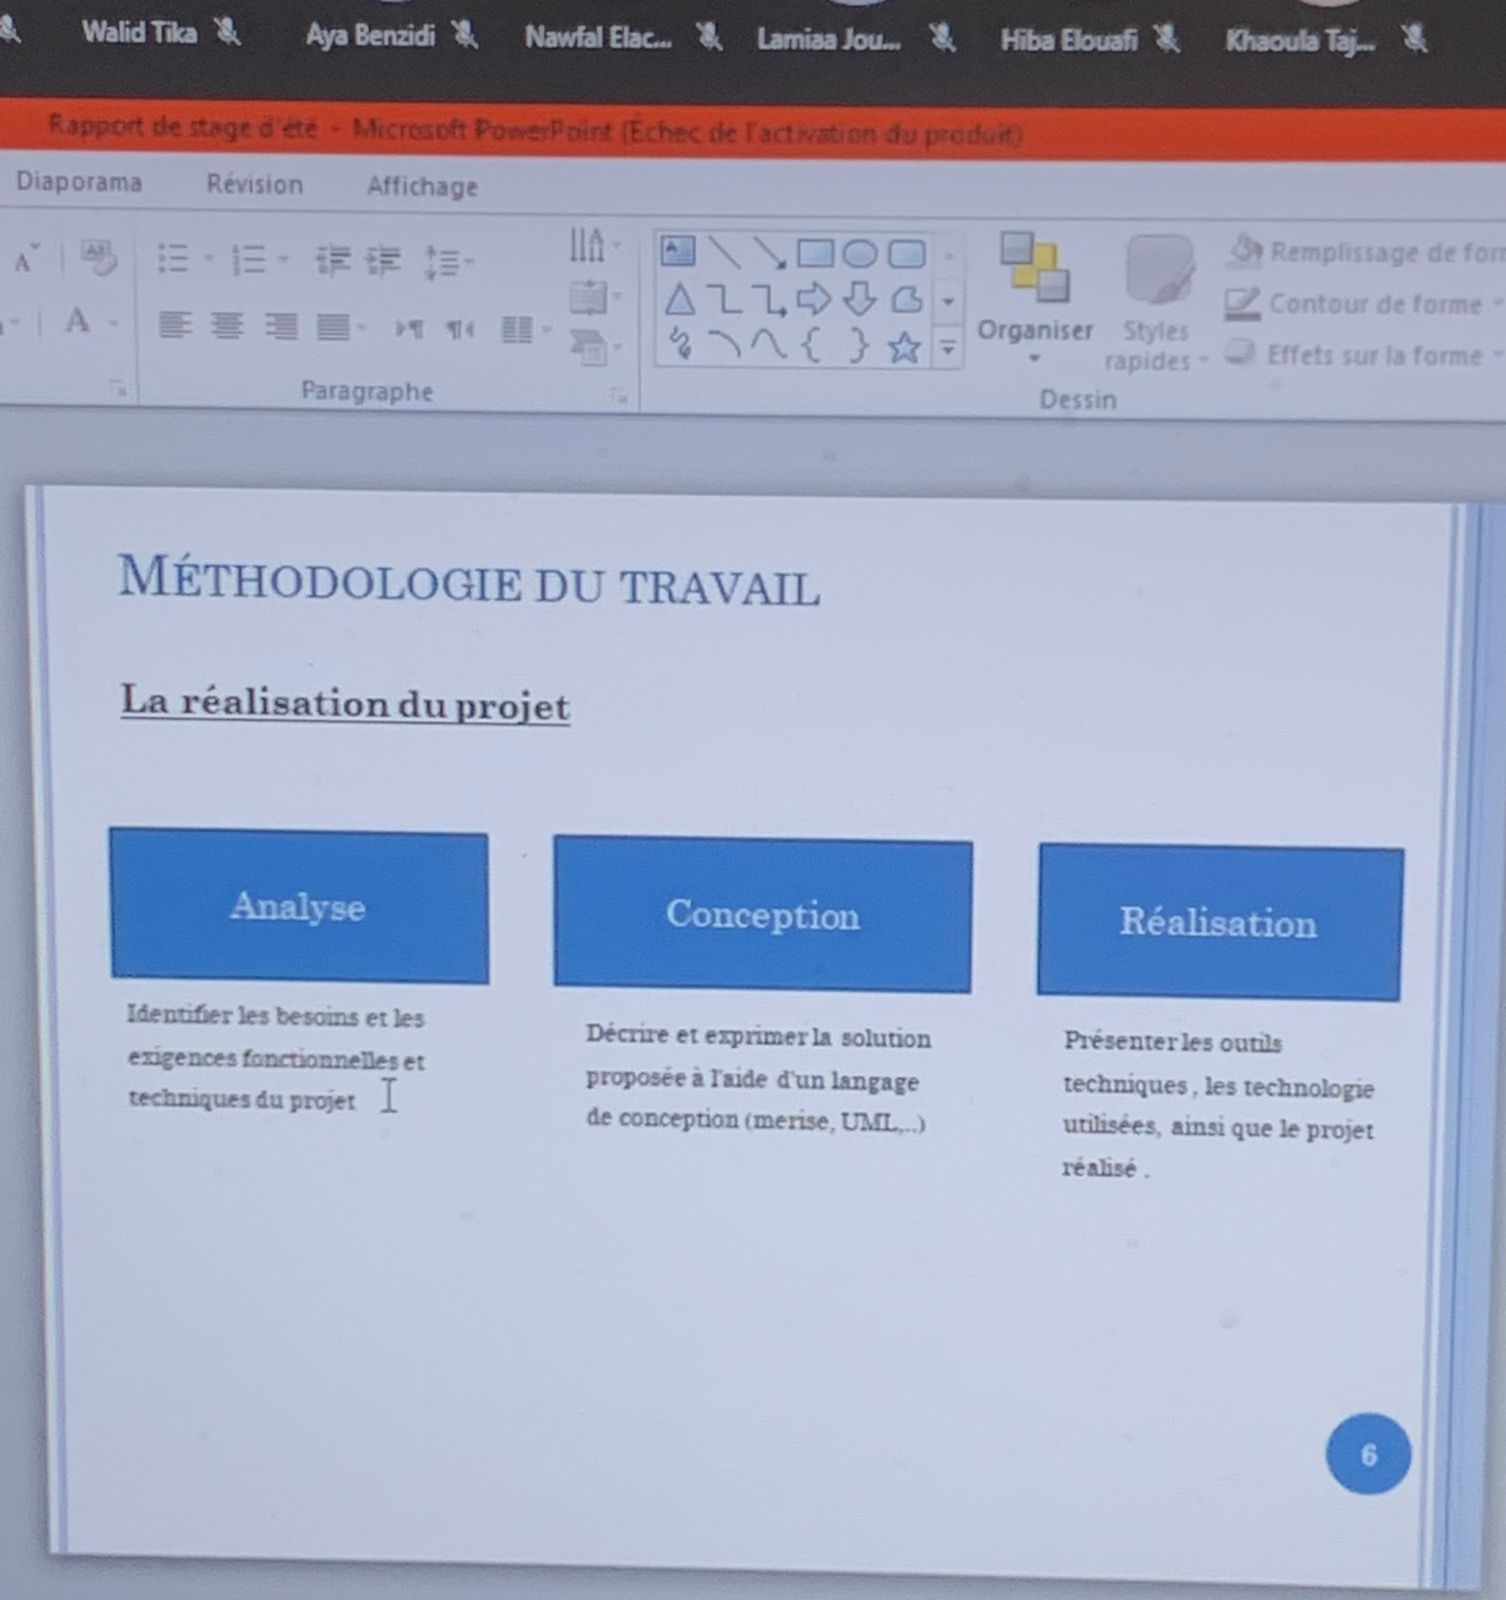 Walid Tika
Aya Benzidi
Nawfal Elac...
Lamiaa Jou...
Hiba Elouafi
Khaoula Taj...
Rapport de stage d'été - Microsoft PowerPoint (Échec de l'activation du produit)
Diaporama
Révision
Affichage
Remplissage de for
Contour de forme
Effets sur la forme
Organiser
Styles
rapides
Paragraphe
Dessin
MÉTHODOLOGIE DU TRAVAIL
La réalisation du projet
Analyse
Identifier les besoins et les
exigences fonctionnelles et
techniques du projet
Conception
Décrire et exprimer la solution
proposée à l'aide d'un langage
de conception (merise, UML,..)
Réalisation
Présenter les outils
techniques , les technologie
utilisées, ainsi que le projet
réalisé .
6